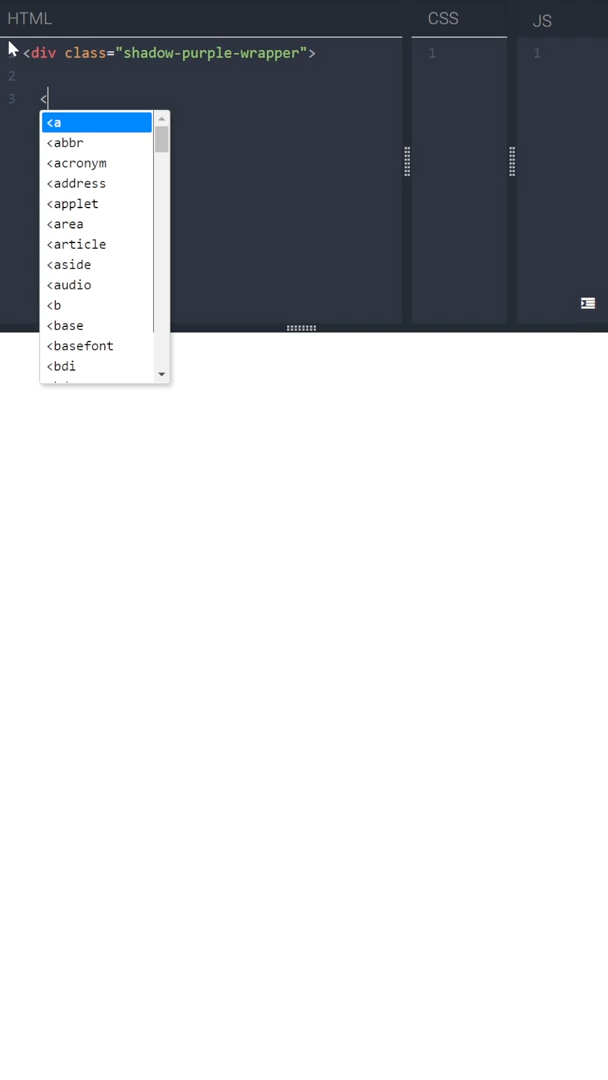 HTML
CSS
JS
<div class="shadow-purple-wrapper">
1
1
2
3 <
<a
<abbr
<acronym
<address
<applet
<area
<article
<aside
<audio
<b
<base
<basefont
<bdi